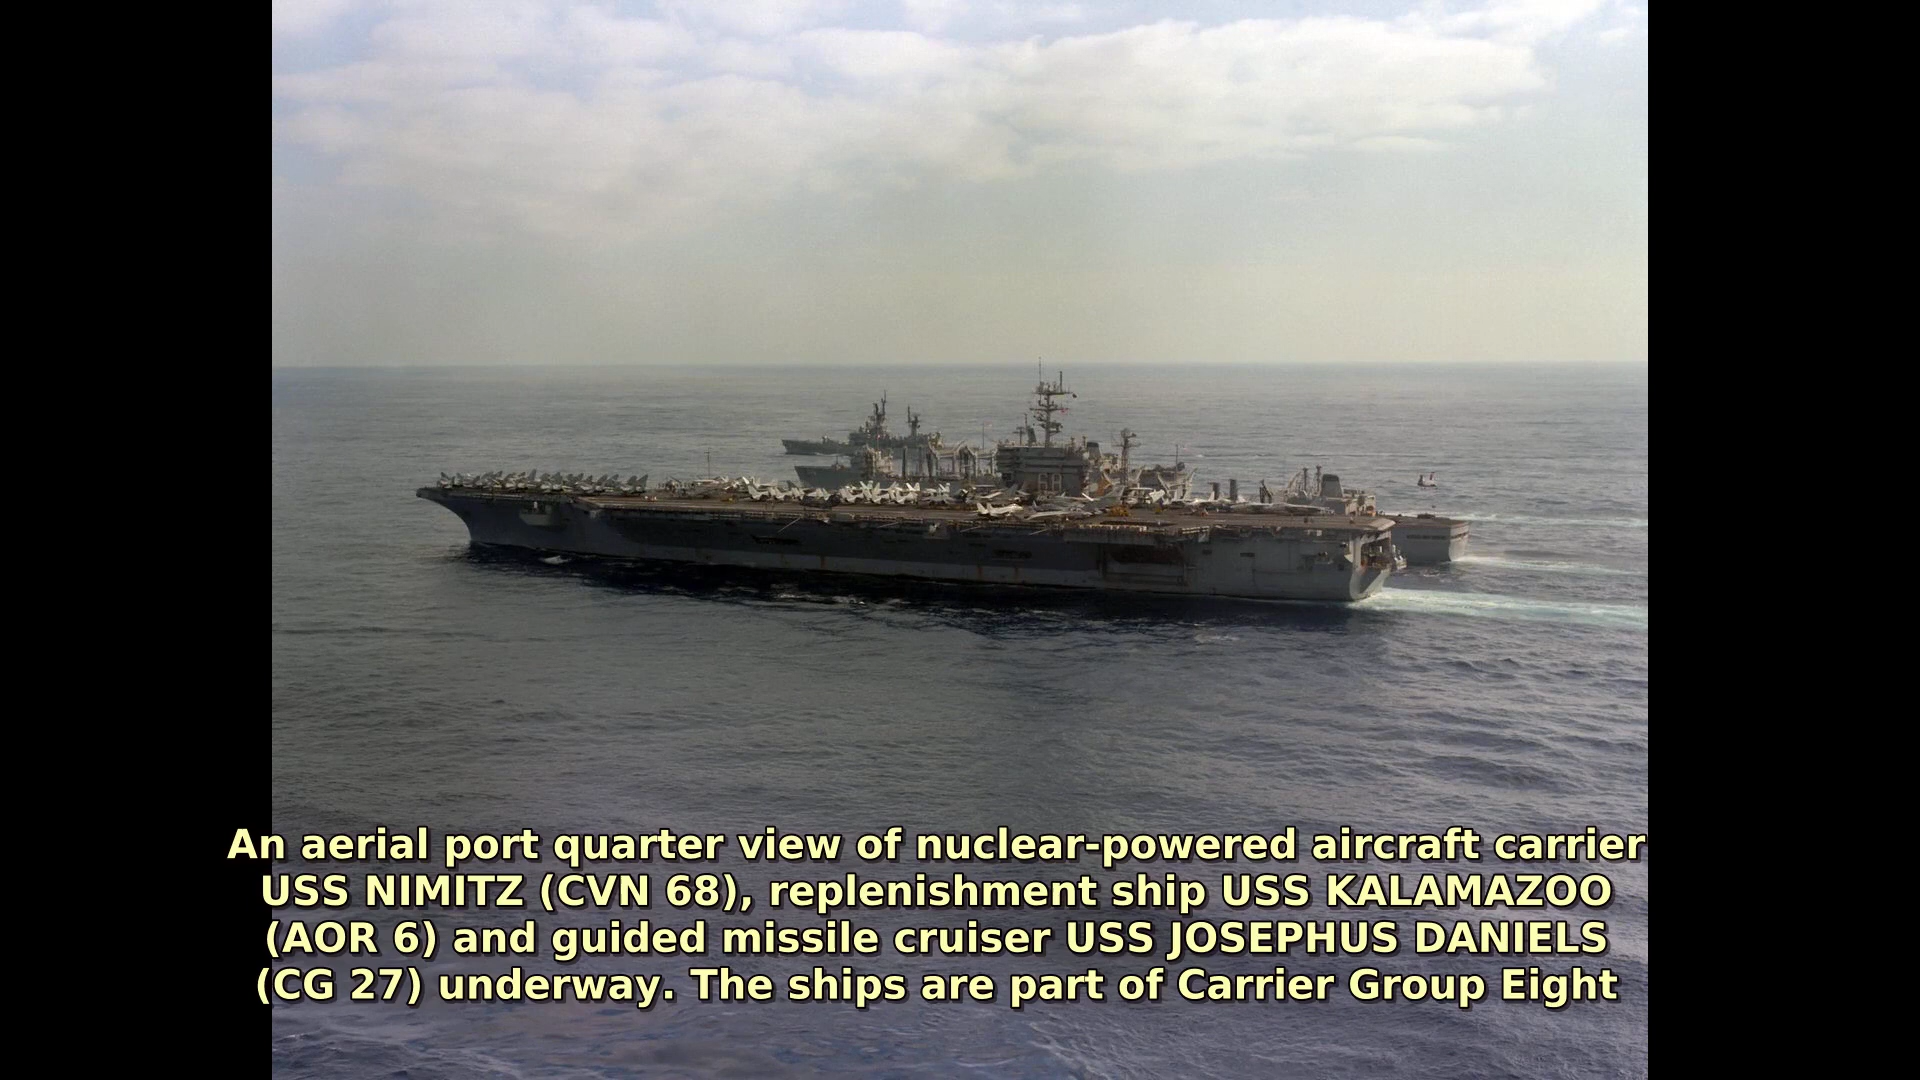 68
An aerial port quarter view of nuclear-powered aircraft carrier
USS NIMITZ (CVN 68), replenishment ship USS KALAMAZOO
(AOR 6) and guided missile cruiser USS JOSEPHUS DANIELS
(CG 27) underway. The ships are part of Carrier Group Eight